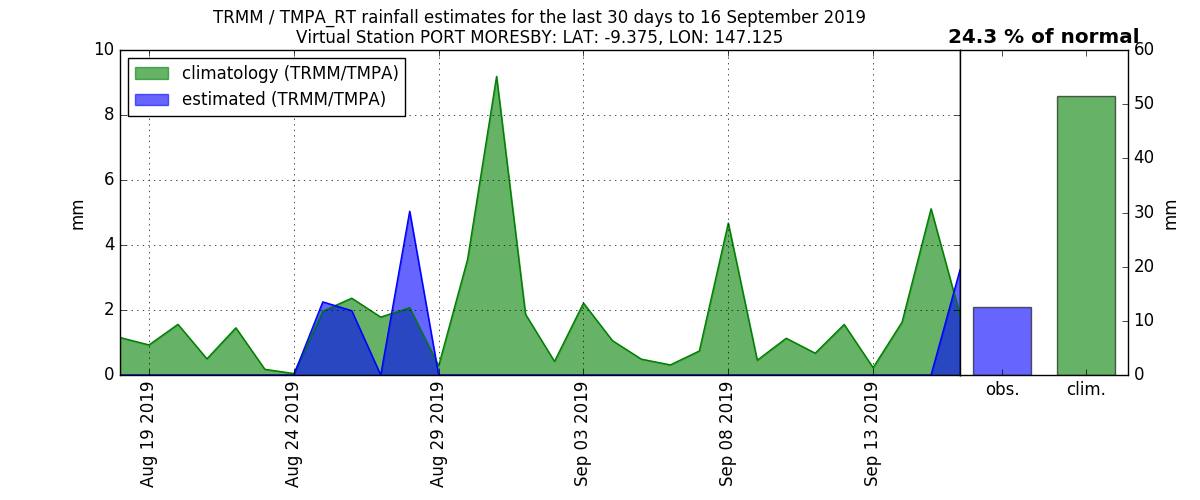 TRMM / TMPA_RT rainfall estimates for the last 30 days to 16 September 2019
Virtual Station PORT MORESBY: LAT: -9.375, LON: 147.125
24.3 % of normal
climatology (TRMM/TMPA)
estimated (TRMM/TMPA)
10
8
6
4
2
0
mm
Aug 19 2019
Aug 24 2019
Aug 29 2019
Sep 03 2019
Sep 08 2019
Sep 13 2019
obs.
clim.
60
50
40
30
20
10
0
mm